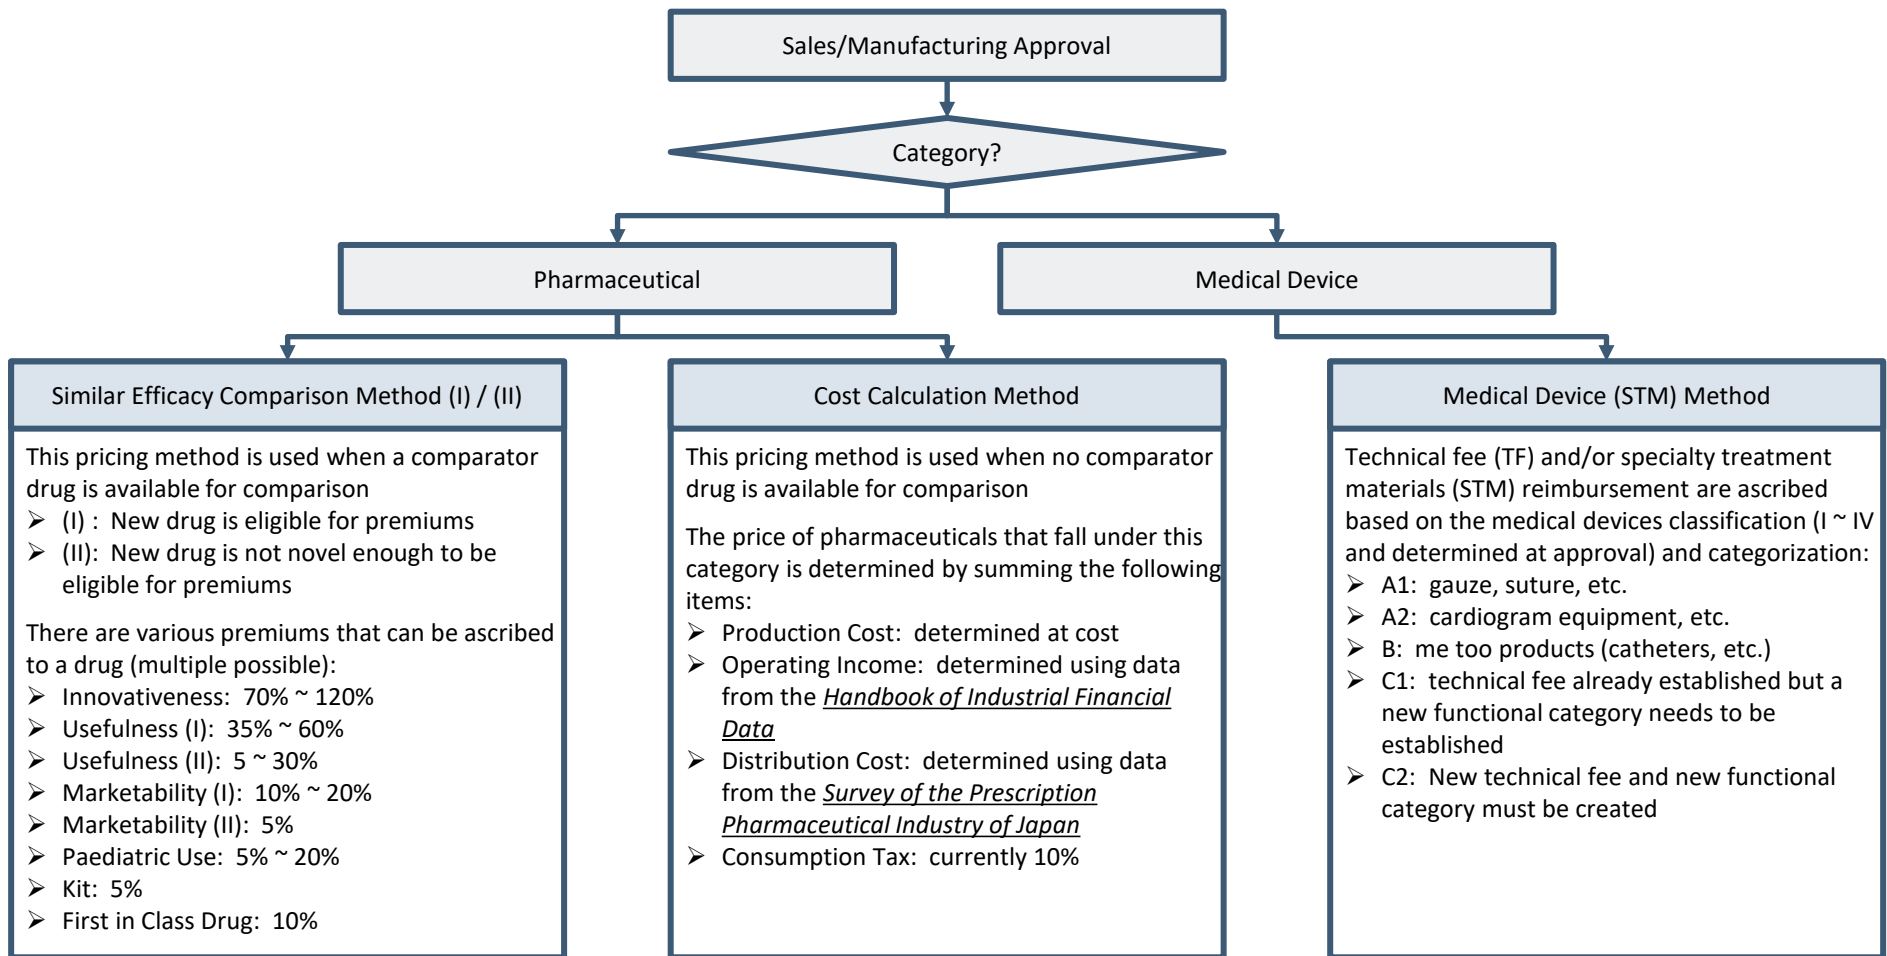 Sales/Manufacturing Approval
Category?
Pharmaceutical
Medical Device
Similar Efficacy Comparison Method (I) / (II)
This pricing method is used when a comparator
drug is available for comparison
➢ (I) :  New drug is eligible for premiums
➢ (II):  New drug is not novel enough to be
eligible for premiums
There are various premiums that can be ascribed
to a drug (multiple possible):
➢ Innovativeness:  70% ~ 120%
➢ Usefulness (I):  35% ~ 60%
➢ Usefulness (II):  5 ~ 30%
➢ Marketability (I):  10% ~ 20%
➢ Marketability (II):  5%
➢ Paediatric Use:  5% ~ 20%
➢ Kit:  5%
➢ First in Class Drug:  10%
Cost Calculation Method
This pricing method is used when no comparator
drug is available for comparison
The price of pharmaceuticals that fall under this
category is determined by summing the following
items:
➢ Production Cost:  determined at cost
➢ Operating Income:  determined using data
from the Handbook of Industrial Financial
Data
➢ Distribution Cost:  determined using data
from the Survey of the Prescription
Pharmaceutical Industry of Japan
➢ Consumption Tax:  currently 10%
Medical Device (STM) Method
Technical fee (TF) and/or specialty treatment
materials (STM) reimbursement are ascribed
based on the medical devices classification (I ~ IV
and determined at approval) and categorization:
➢ A1:  gauze, suture, etc.
➢ A2:  cardiogram equipment, etc.
➢ B:  me too products (catheters, etc.)
➢ C1:  technical fee already established but a
new functional category needs to be
established
➢ C2:  New technical fee and new functional
category must be created